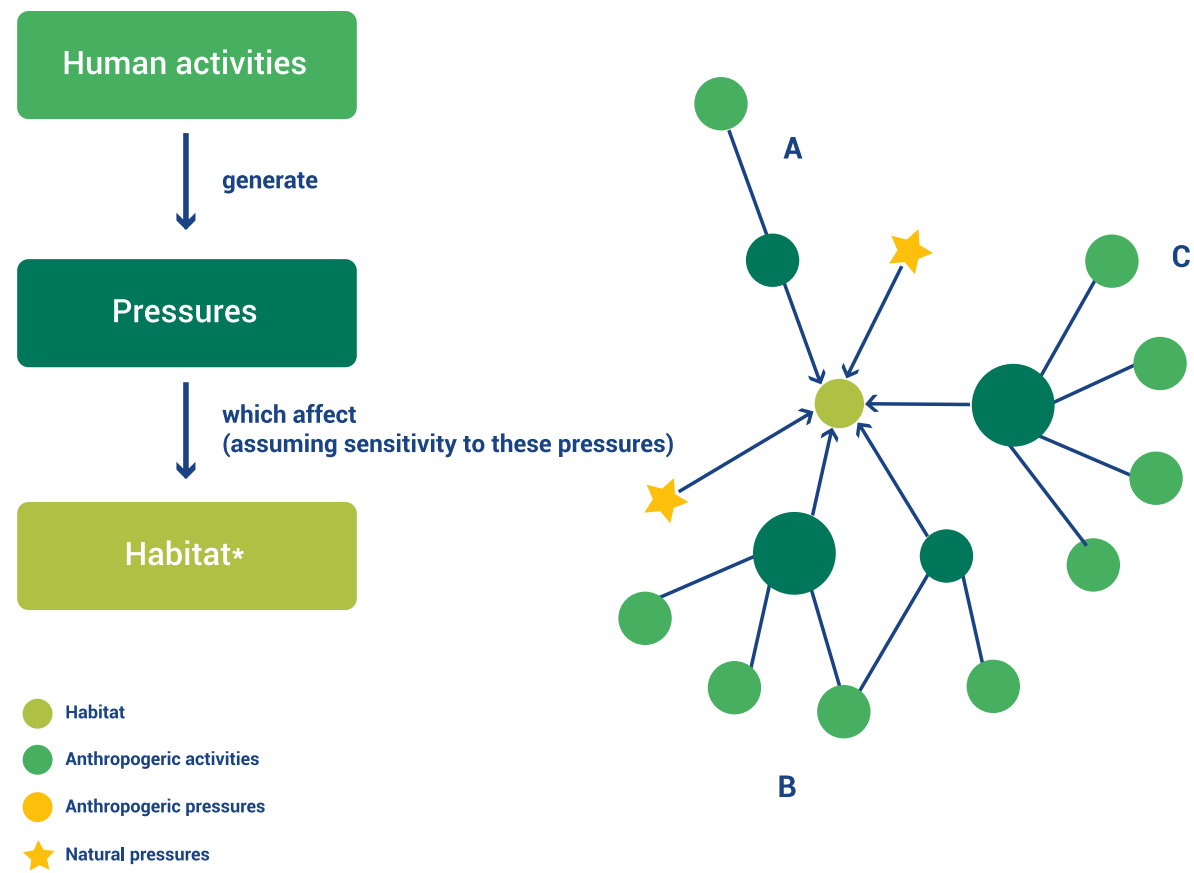 Human activities
generate
Pressures
which affect
(assuming sensitivity to these pressures)
Habitat*
A
C
B
Habitat
Anthropogeric activities
Anthropogeric pressures
Natural pressures